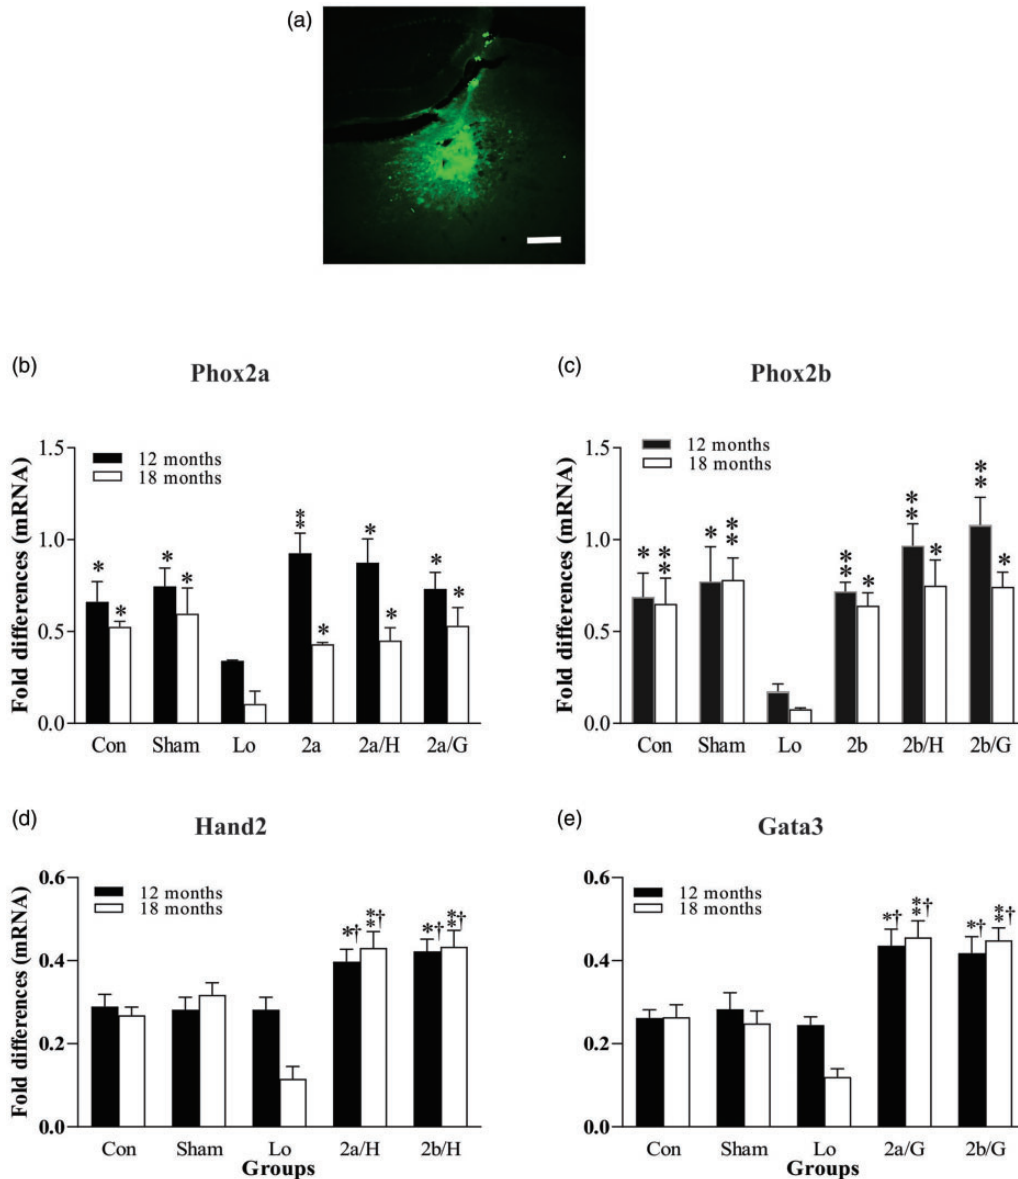 (a)
(b)
Phox2a
Fold differences (mRNA)
1.5
1.0
0.5
0.0
12 months
18 months
* * * * ** * * * * *
Con Sham Lo 2a 2a/H 2a/G
(c)
Phox2b
Fold differences (mRNA)
1.5
1.0
0.5
0.0
12 months
18 months
* ** * ** ** * ** * ** *
Con Sham Lo 2b 2b/H 2b/G
(d)
Hand2
Fold differences (mRNA)
0.6
0.4
0.2
0.0
12 months
18 months
*† **† *† **†
Con Sham Lo 2a/H 2b/H
Groups
(e)
Gata3
0.6
0.4
0.2
0.0
12 months
18 months
*† **† *† **†
Con Sham Lo 2a/G 2b/G
Groups